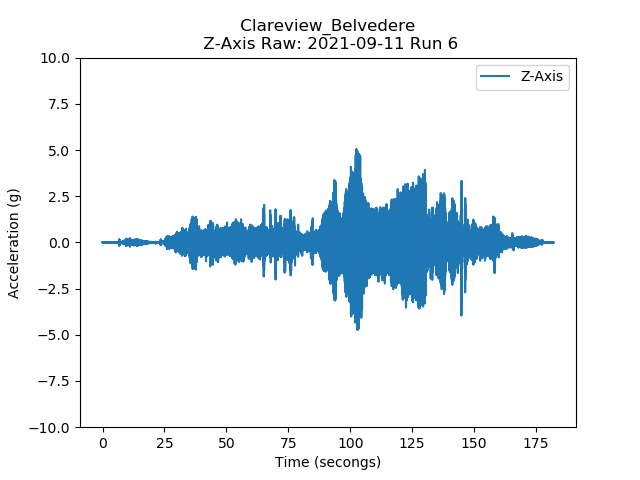 Clareview_Belvedere
Z-Axis Raw: 2021-09-11 Run 6
Z-Axis
10.0
7.5
5.0
2.5
0.0
−2.5
−5.0
−7.5
−10.0
Acceleration (g)
0 25 50 75 100 125 150 175
Time (secongs)